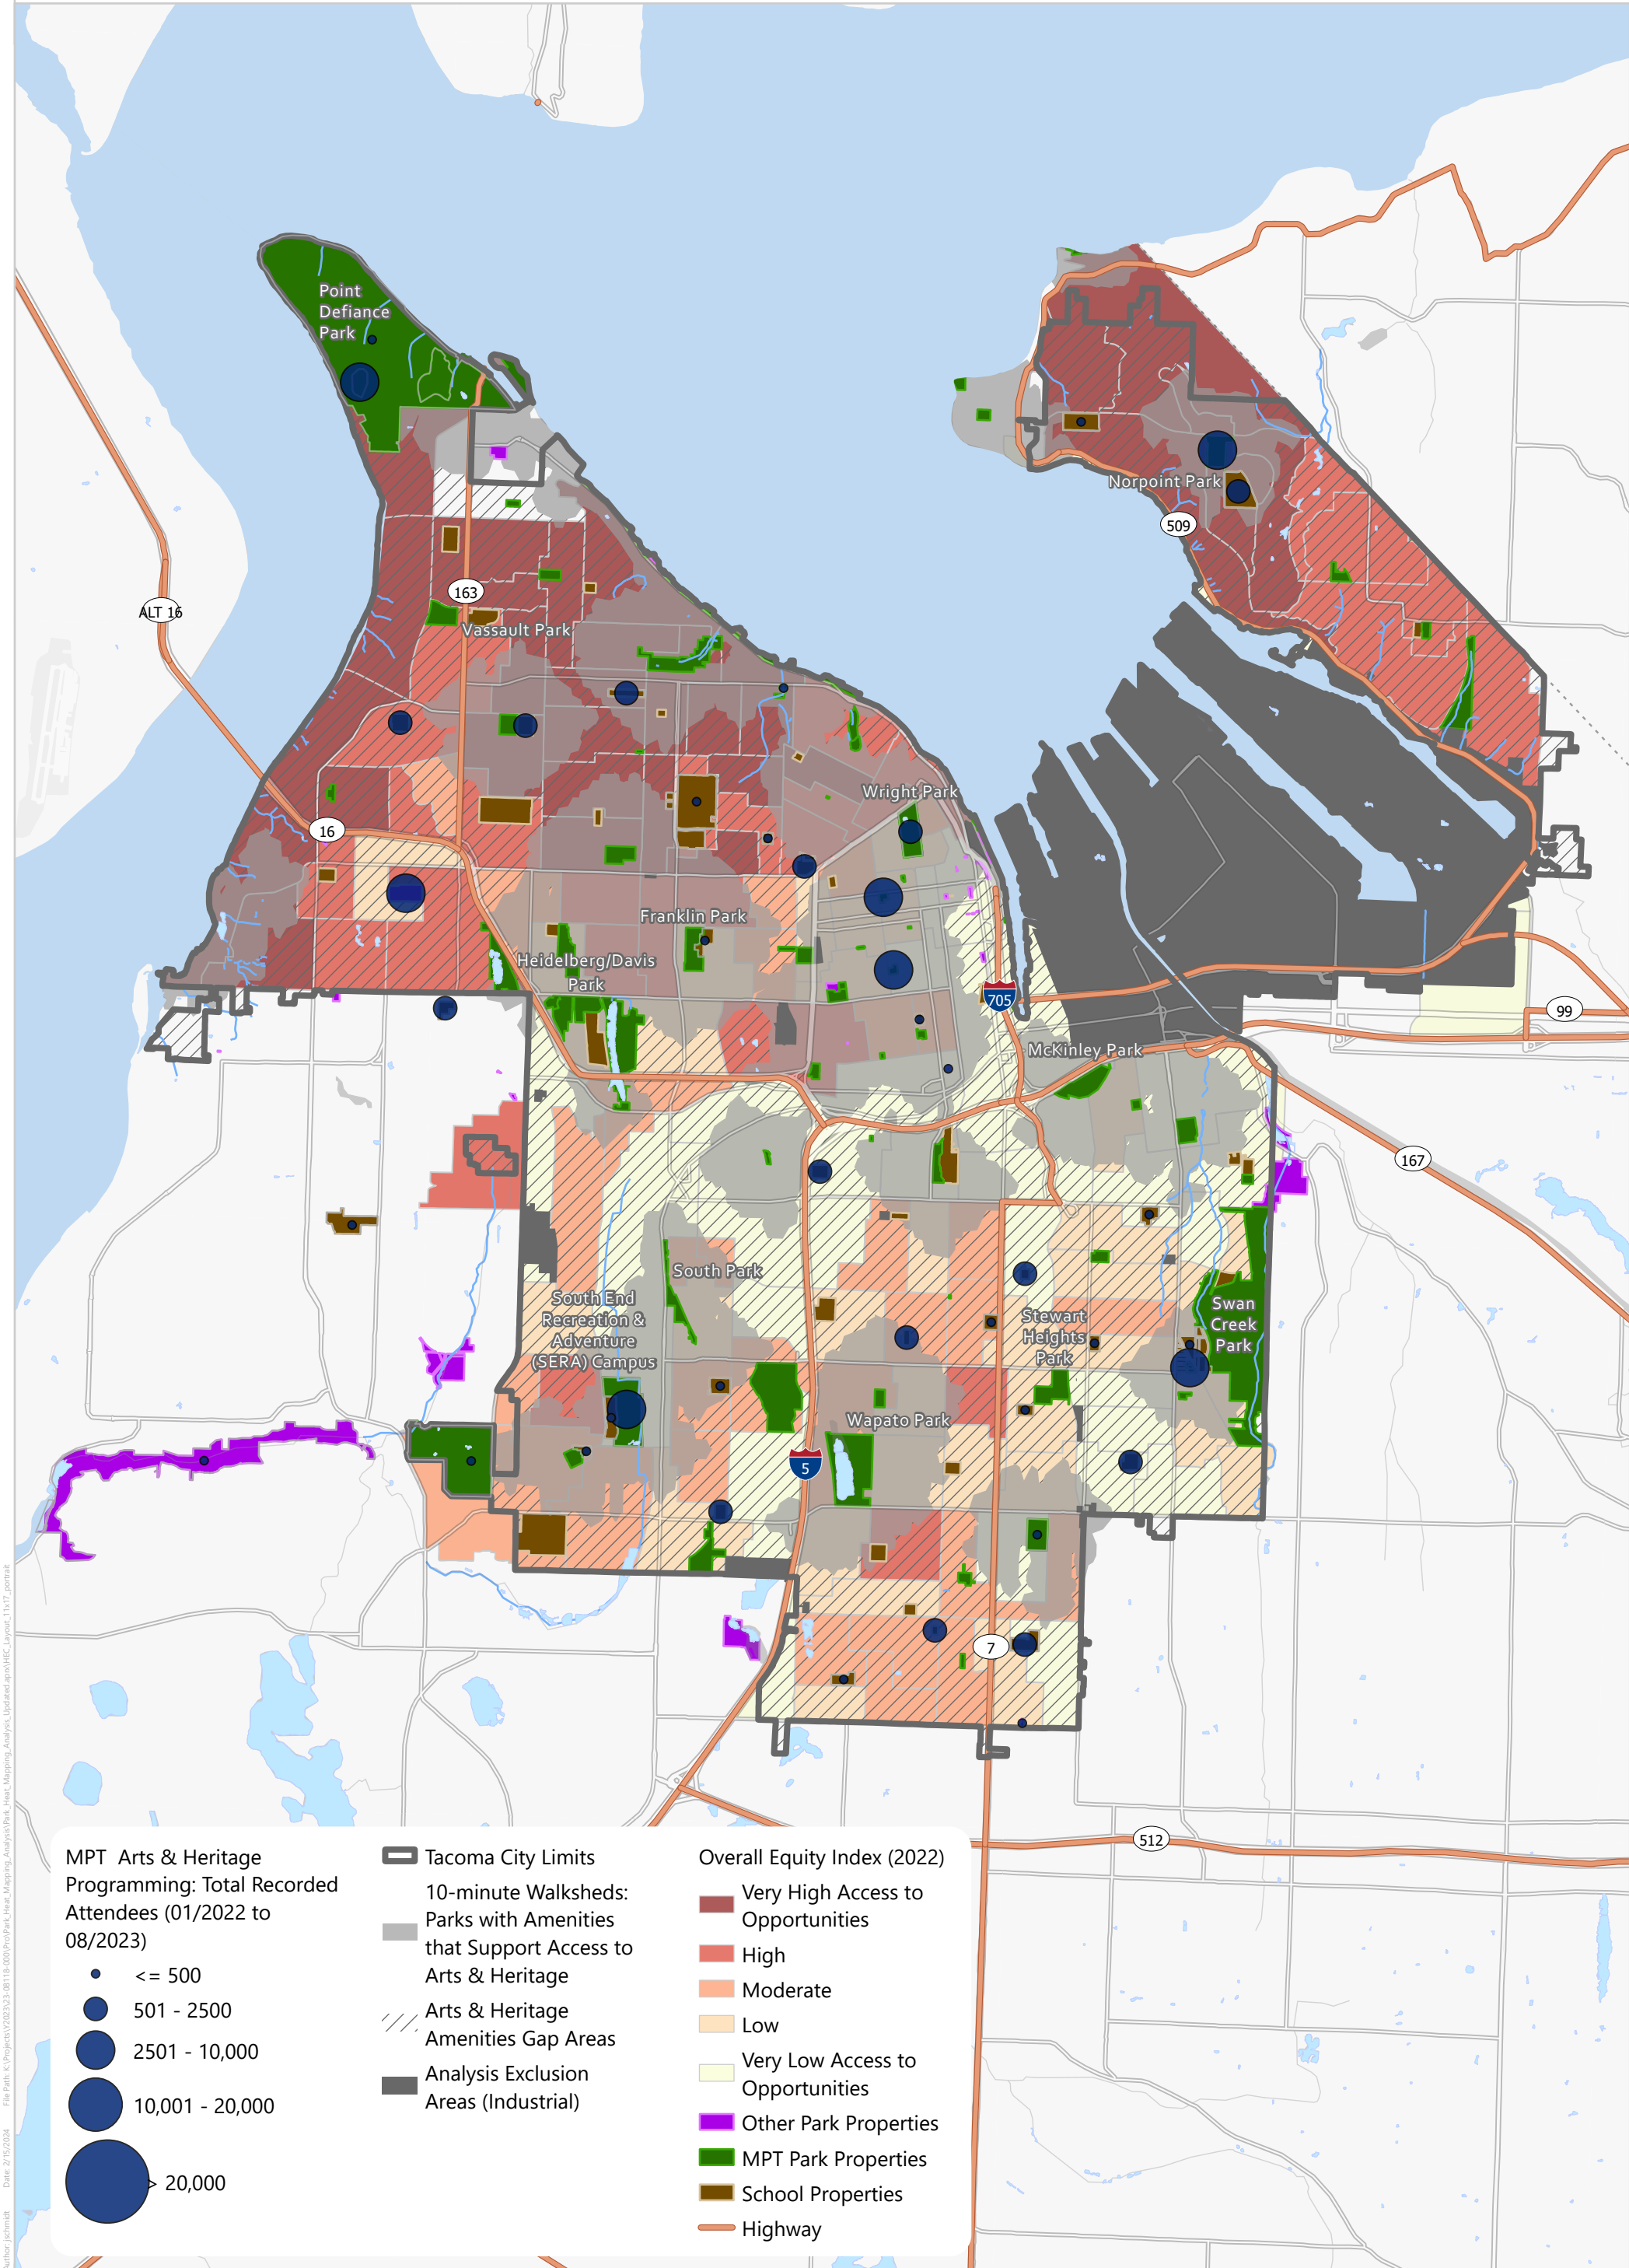 Point
Defiance
Park
Norpoint Park
509
ALT 16
163
Vassault Park
Wright Park
16
Franklin Park
Heidelberg/Davis
Park
705
99
McKinley Park
167
South Park
South End
Recreation &
Adventure
(SERA) Campus
Stewart
Heights
Park
Swan
Creek
Park
Wapato Park
5
7
512
MPT Arts & Heritage
Programming: Total Recorded
Attendees (01/2022 to
08/2023)
<= 500
501 - 2500
2501 - 10,000
10,001 - 20,000
> 20,000
Tacoma City Limits
10-minute Walksheds:
Parks with Amenities
that Support Access to
Arts & Heritage
Arts & Heritage
Amenities Gap Areas
Analysis Exclusion
Areas (Industrial)
Overall Equity Index (2022)
Very High Access to
Opportunities
High
Moderate
Low
Very Low Access to
Opportunities
Other Park Properties
MPT Park Properties
School Properties
Highway
Date: 2/15/2024
jschmidt